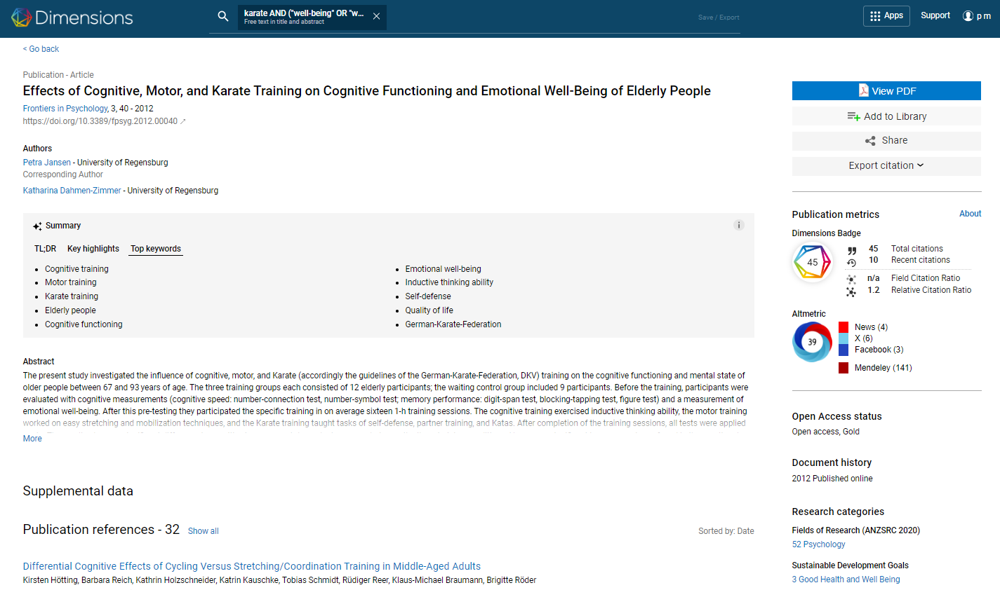 Dimensions
karate AND ("well-being" OR "w...
Free text in title and abstract
Save / Export
Apps
Support
p m
< Go back
Publication - Article
Effects of Cognitive, Motor, and Karate Training on Cognitive Functioning and Emotional Well-Being of Elderly People
Frontiers in Psychology, 3, 40 - 2012
https://doi.org/10.3389/fpsyg.2012.00040
Authors
Petra Jansen - University of Regensburg
Corresponding Author
Katharina Dahmen-Zimmer - University of Regensburg
Summary
TL;DR Key highlights Top keywords
Cognitive training
Motor training
Karate training
Elderly people
Cognitive functioning
Emotional well-being
Inductive thinking ability
Self-defense
Quality of life
German-Karate-Federation
Abstract
The present study investigated the influence of cognitive, motor, and Karate (accordingly the guidelines of the German-Karate-Federation, DKV) training on the cognitive functioning and mental state of
older people between 67 and 93 years of age. The three training groups each consisted of 12 elderly participants; the waiting control group included 9 participants. Before the training, participants were
evaluated with cognitive measurements (cognitive speed: number-connection test, number-symbol test; memory performance: digit-span test, blocking-tapping test, figure test) and a measurement of
emotional well-being. After this pre-testing they participated the specific training in on average sixteen 1-h training sessions. The cognitive training exercised inductive thinking ability, the motor training
worked on easy stretching and mobilization techniques, and the Karate training taught tasks of self-defense, partner training, and Katas. After completion of the training sessions, all tests were applied
More
Supplemental data
Publication references - 32 Show all
Sorted by: Date
Differential Cognitive Effects of Cycling Versus Stretching/Coordination Training in Middle-Aged Adults
Kirsten Hötting, Barbara Reich, Kathrin Holzschneider, Katrin Kauschke, Tobias Schmidt, Rüdiger Reer, Klaus-Michael Braumann, Brigitte Röder
View PDF
Add to Library
Share
Export citation
Publication metrics
About
Dimensions Badge
45
45 Total citations
10 Recent citations
n/a Field Citation Ratio
1.2 Relative Citation Ratio
Altmetric
39
News (4)
X (6)
Facebook (3)
Mendeley (141)
Open Access status
Open access, Gold
Document history
2012 Published online
Research categories
Fields of Research (ANZSRC 2020)
52 Psychology
Sustainable Development Goals
3 Good Health and Well Being